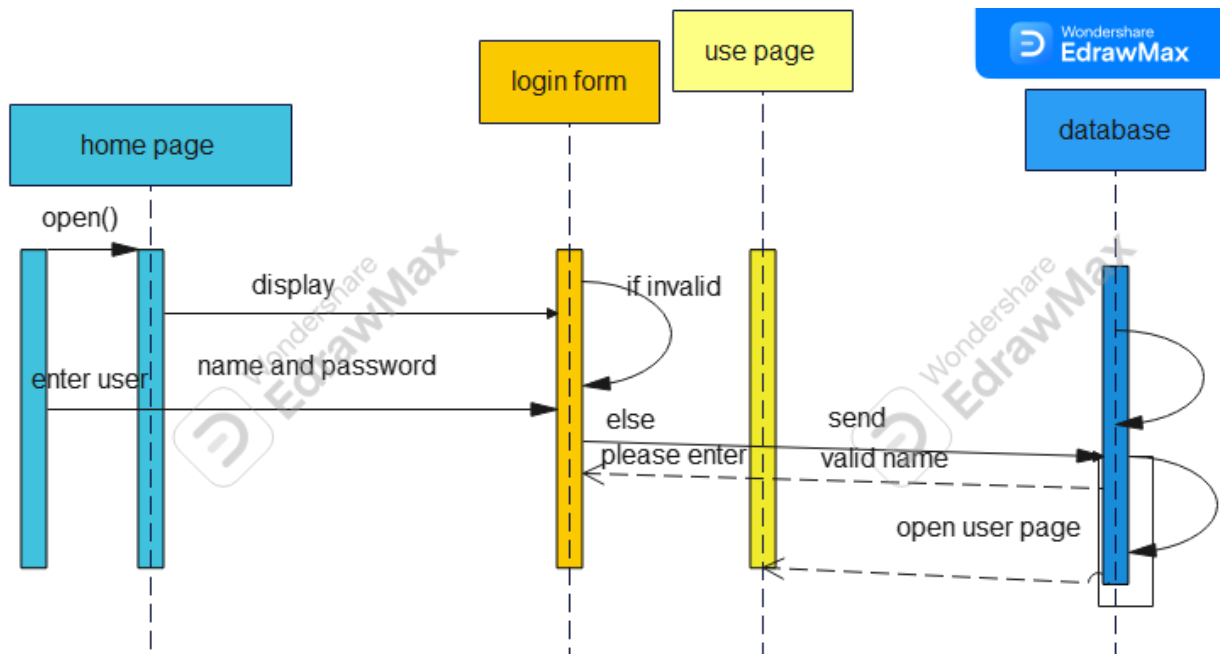 Wondershare
EdrawMax
use page
login form
database
home page
open()
if invalid
display
name and password
enter user
else
send
please enter
valid name
open user page
Wondershare
EdrawMax
Wondershare
EdrawMax